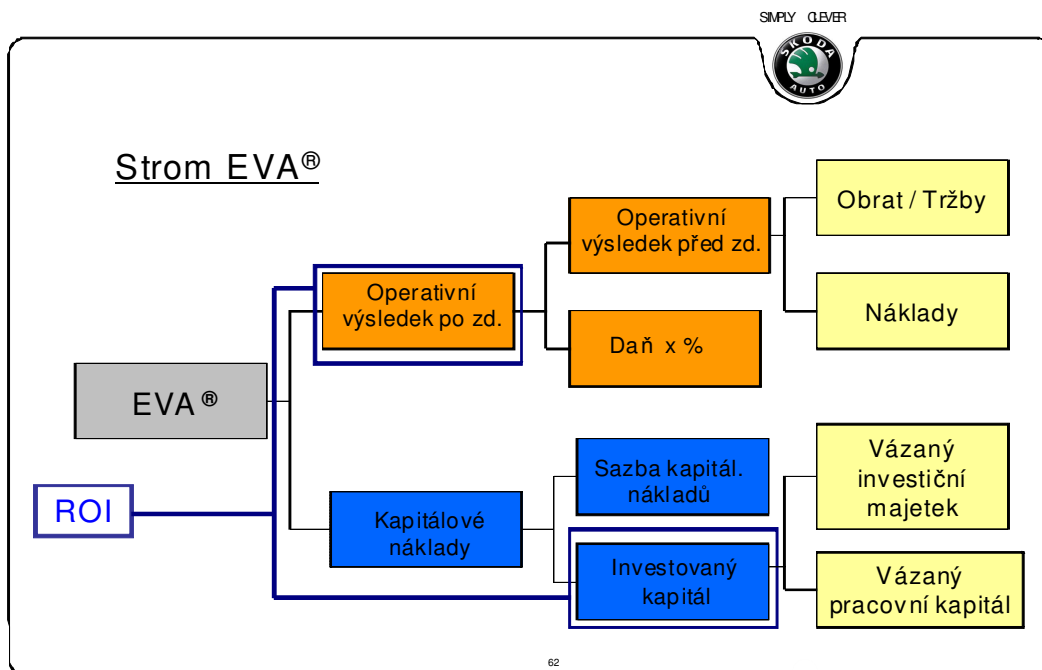 SIMPLY CLEVER
ŠKODA
AUTO
Strom EVA®
Operativní
výsledek před zd.
Obrat / Tržby
Operativní
výsledek po zd.
Náklady
Daň x %
EVA®
Sazba kapitál.
nákladů
Vázaný
investiční
majetek
ROI
Kapitálové
náklady
Investovaný
kapitál
Vázaný
pracovní kapitál
62